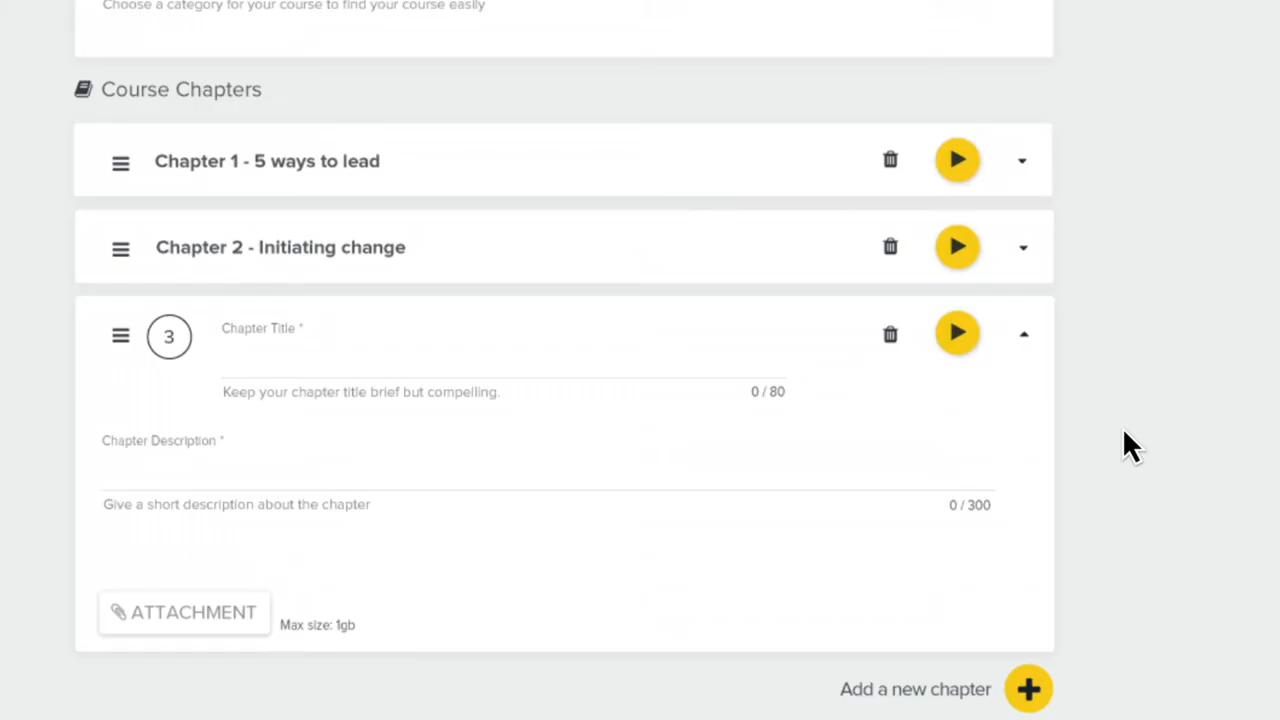 Choose a category for your course to find your course easily
Course Chapters
Chapter 1 - 5 ways to lead
Chapter 2 - Initiating change
3
Chapter Title *
Keep your chapter title brief but compelling.
0 / 80
Chapter Description *
Give a short description about the chapter
0 / 300
ATTACHMENT
Max size: 1gb
Add a new chapter